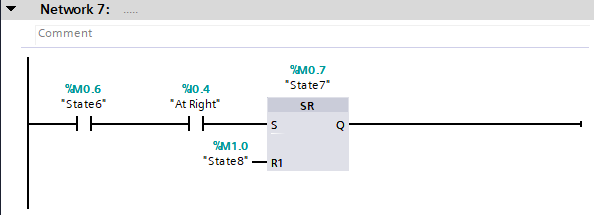 Network 7: .....
Comment
%M0.7
"State7"
%M0.6 %I0.4
"State6" "At Right" SR
S Q
%M1.0
"State8" R1